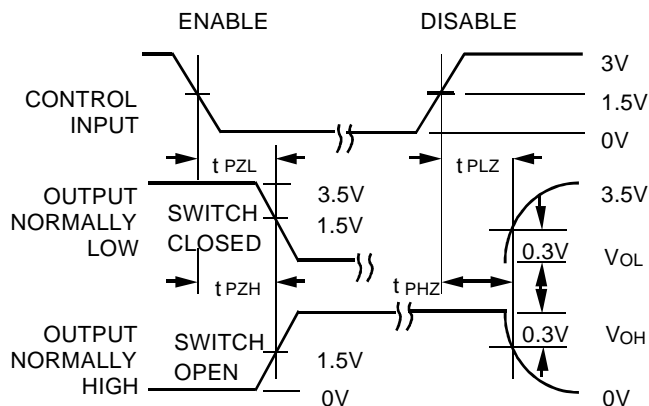 ENABLE DISABLE
3V
CONTROL INPUT 1.5V
0V
t PZL t PLZ
OUTPUT NORMALLY LOW
SWITCH CLOSED
3.5V
1.5V
3.5V
0.3V VOL
t PZH t PHZ
OUTPUT NORMALLY HIGH
SWITCH OPEN
1.5V
0V
0.3V VOH
0V